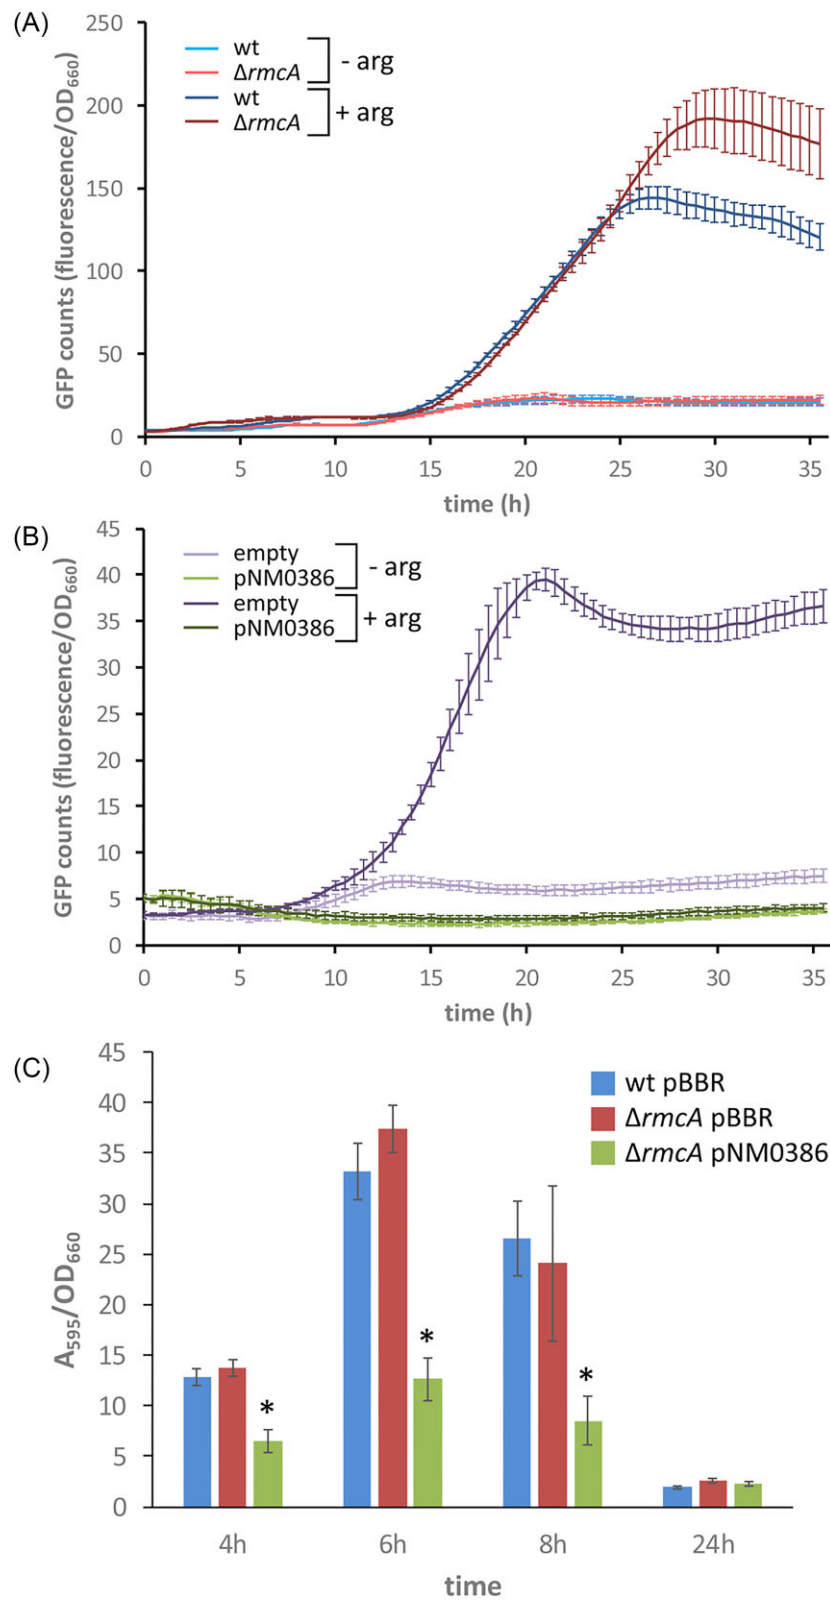 (A)
250
200
150
100
50
0
GFP counts (fluorescence/OD660)
wt
ΔrmcA
- arg
wt
ΔrmcA
+ arg
0 5 10 15 20 25 30 35
time (h)
(B)
45
40
35
30
25
20
15
10
5
0
GFP counts (fluorescence/OD660)
empty
pNM0386
- arg
empty
pNM0386
+ arg
0 5 10 15 20 25 30 35
time (h)
(C)
45
40
35
30
25
20
15
10
5
0
A595/OD660
wt pBBR
ΔrmcA pBBR
ΔrmcA pNM0386
*
*
*
4h 6h 8h 24h
time